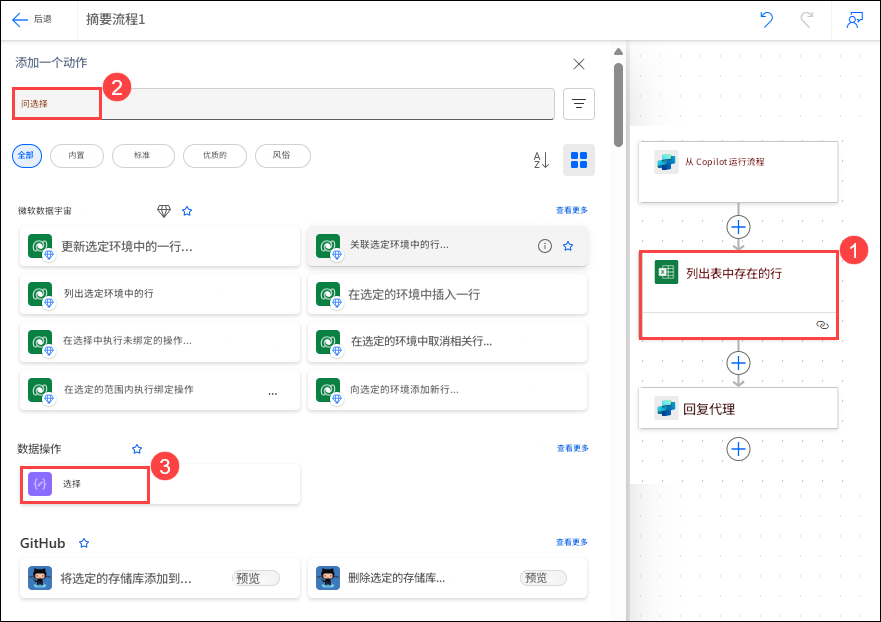 后退
摘要流程1
添加一个动作
问选择
2
全部
内置
标准
优质的
风俗
A
Z
微软数据宇宙
查看更多
更新选定环境中的一行...
关联选定环境中的行...
列出选定环境中的行
在选定的环境中插入一行
在选择中执行未绑定的操作...
在选定的环境中取消相关行...
在选定的范围内执行绑定操作
...
向选定的环境添加新行...
数据操作
查看更多
选择
3
GitHub
查看更多
将选定的存储库添加到...
预览
删除选定的存储库...
预览
从 Copilot 运行流程
1
列出表中存在的行
回复代理